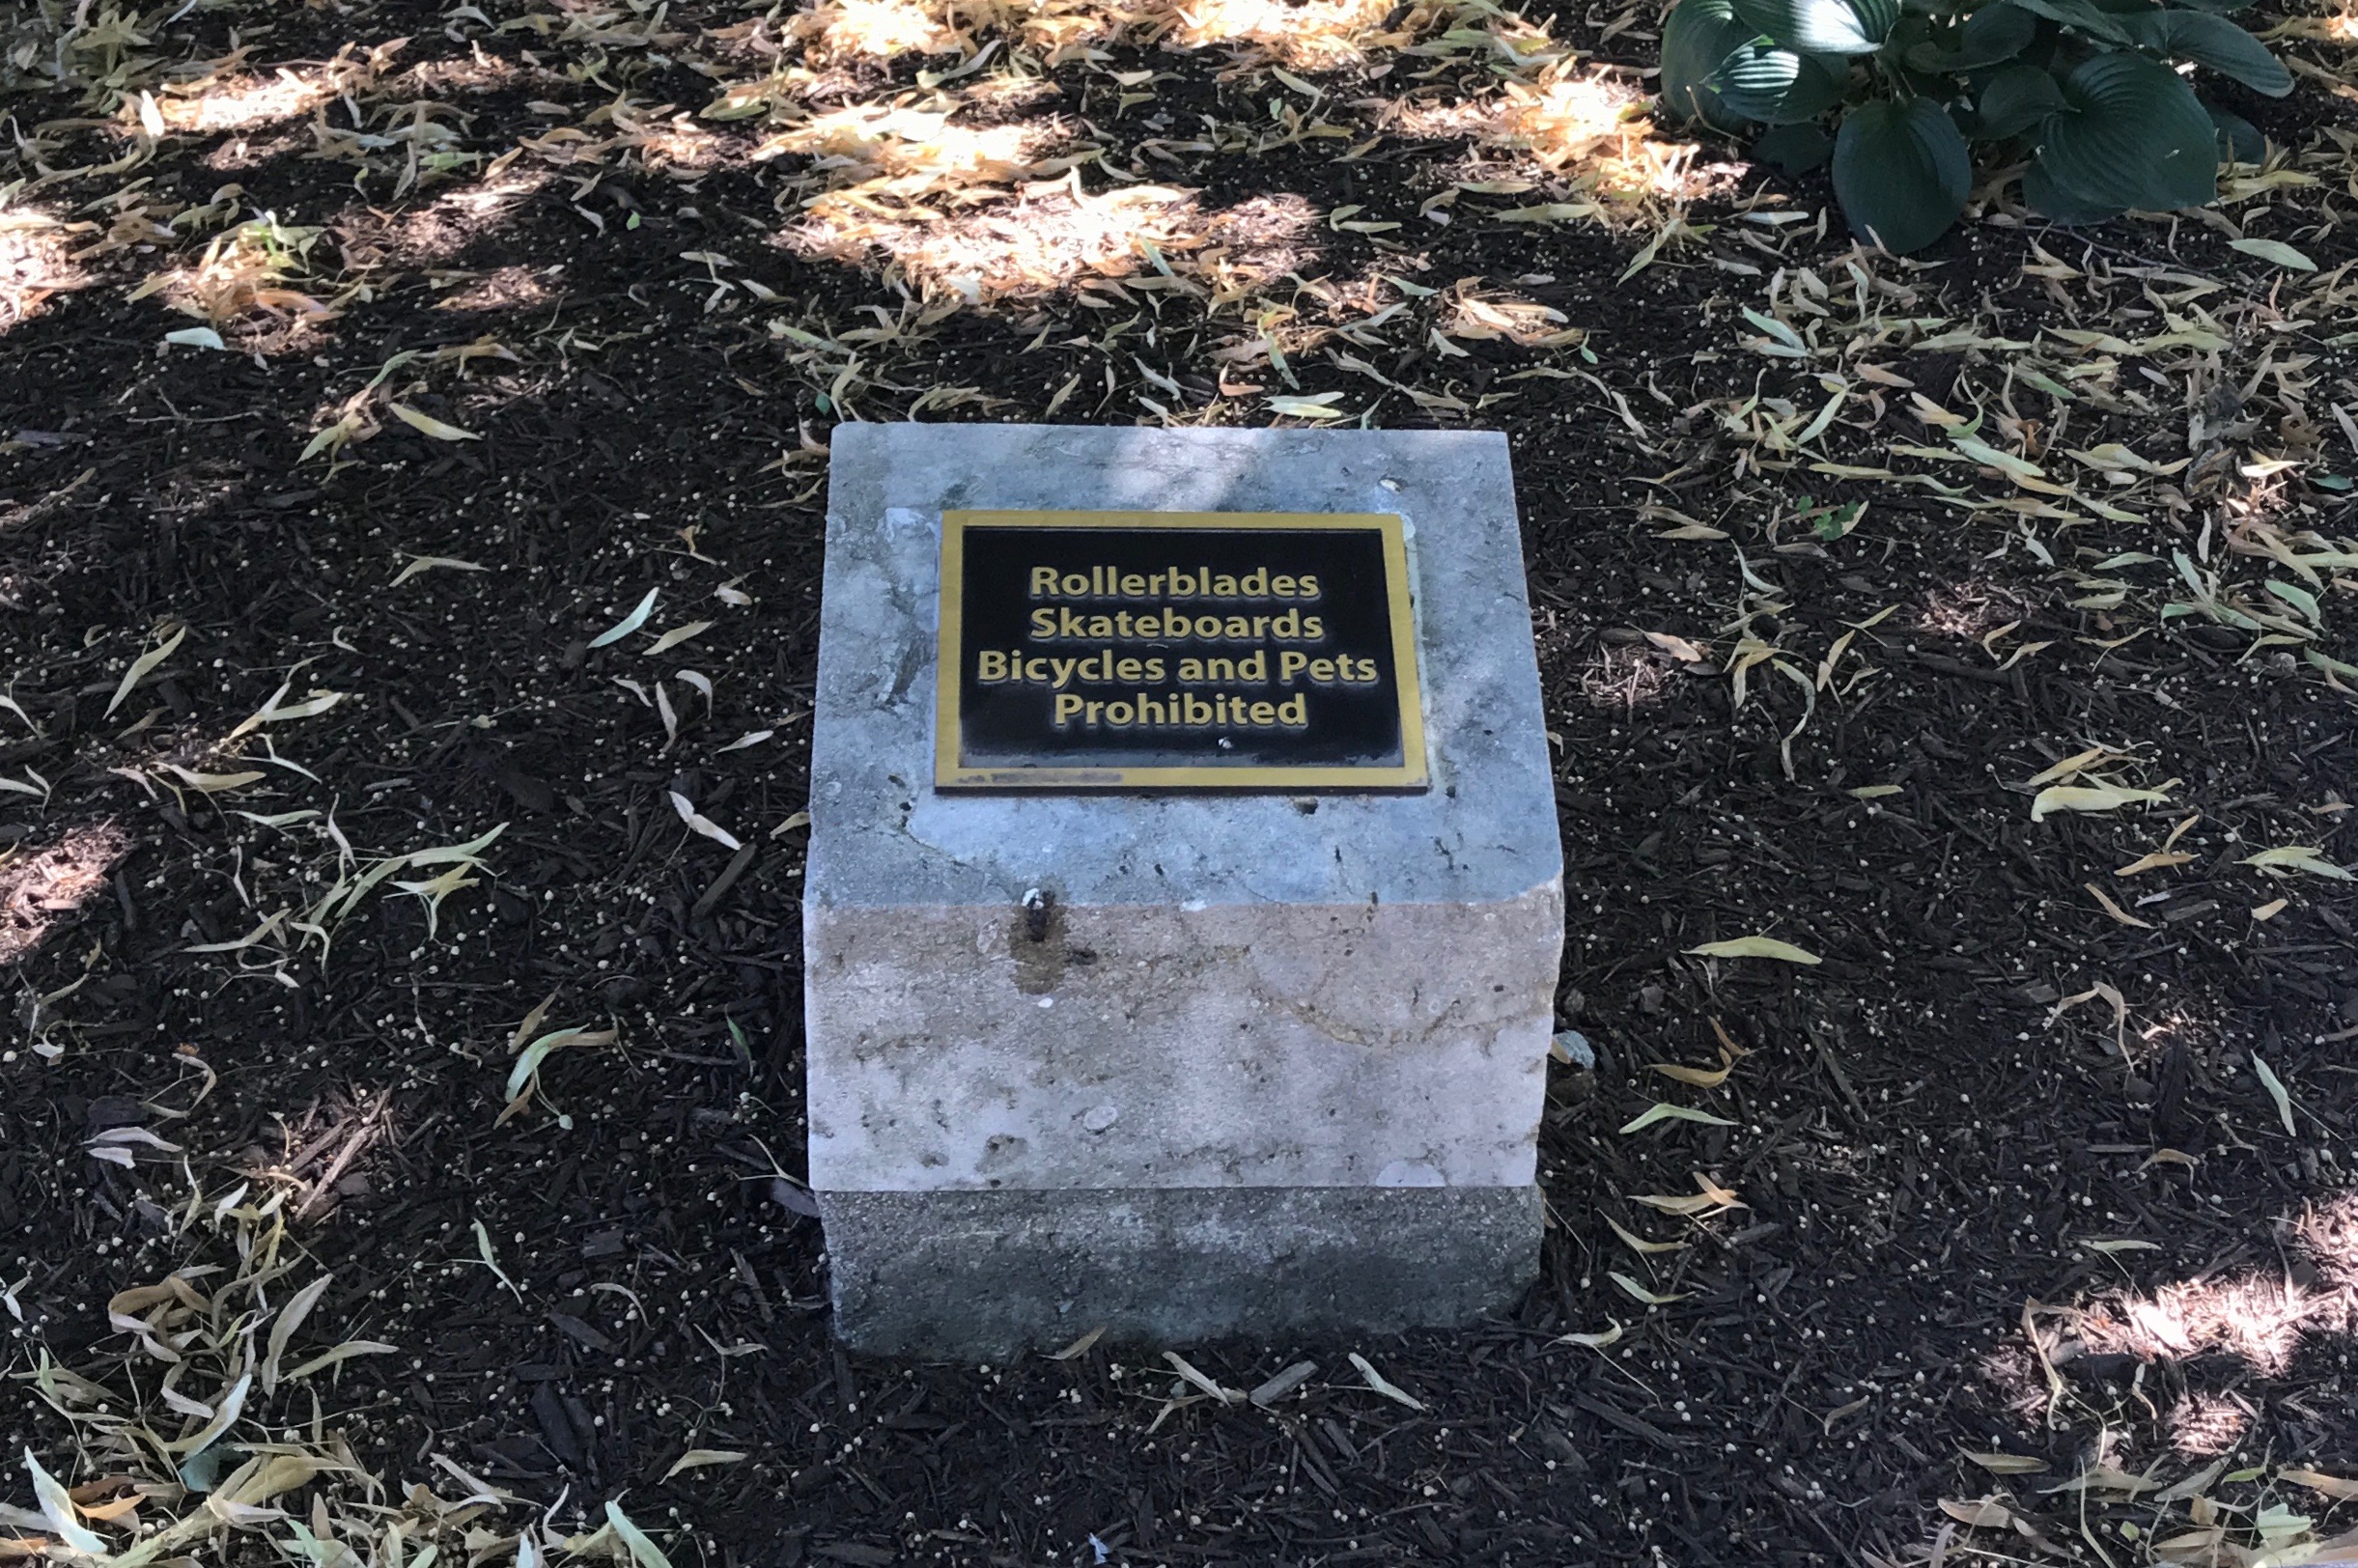 Rollerblades
Skateboards
Bicycles and Pets
Prohibited